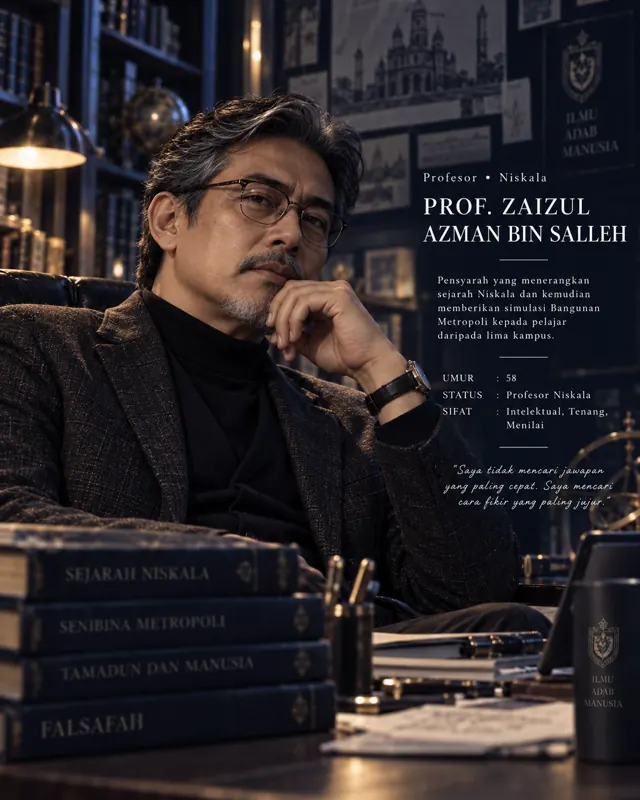 ILMU
ADAB
MANUSIA
Profesor • Niskala
PROF. ZAIZUL
AZMAN BIN SALLEH
Pensyarah yang menerangkan
sejarah Niskala dan kemudian
memberikan simulasi Bangunan
Metropoli kepada pelajar
daripada lima kampus.
UMUR : 58
STATUS : Profesor Niskala
SIFAT : Intelektual, Tenang,
Menilai
"Saya tidak mencari jawapan
yang paling cepat. Saya mencari
cara fikir yang paling jujur."
SEJARAH NISKALA
SENIBINA METROPOLI
TAMADUN DAN MANUSIA
FALSAFAH
ILMU
ADAB
MANUSIA